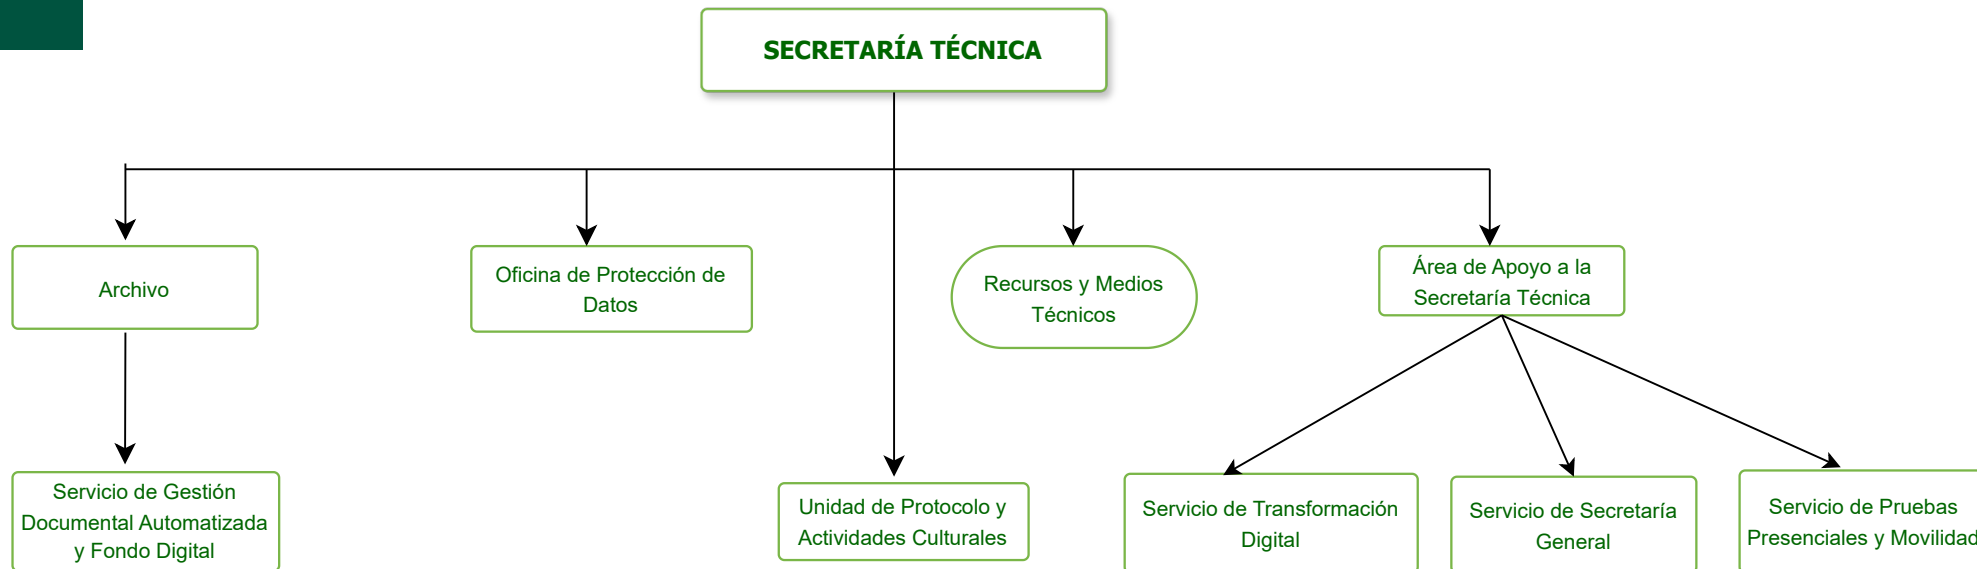 SECRETARÍA TÉCNICA
Archivo
Oficina de Protección de
Datos
Recursos y Medios
Técnicos
Área de Apoyo a la
Secretaría Técnica
Servicio de Gestión
Documental Automatizada
y Fondo Digital
Unidad de Protocolo y
Actividades Culturales
Servicio de Transformación
Digital
Servicio de Secretaría
General
Servicio de Pruebas
Presenciales y Movilidad